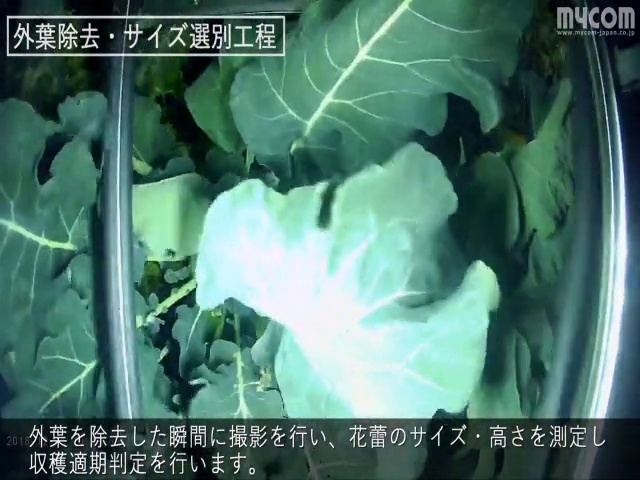 mycom
www.mycom-japan.co.jp
外葉除去・サイズ選別工程
2018
外葉を除去した瞬間に撮影を行い、花蕾のサイズ・高さを測定し
収穫適期判定を行います。